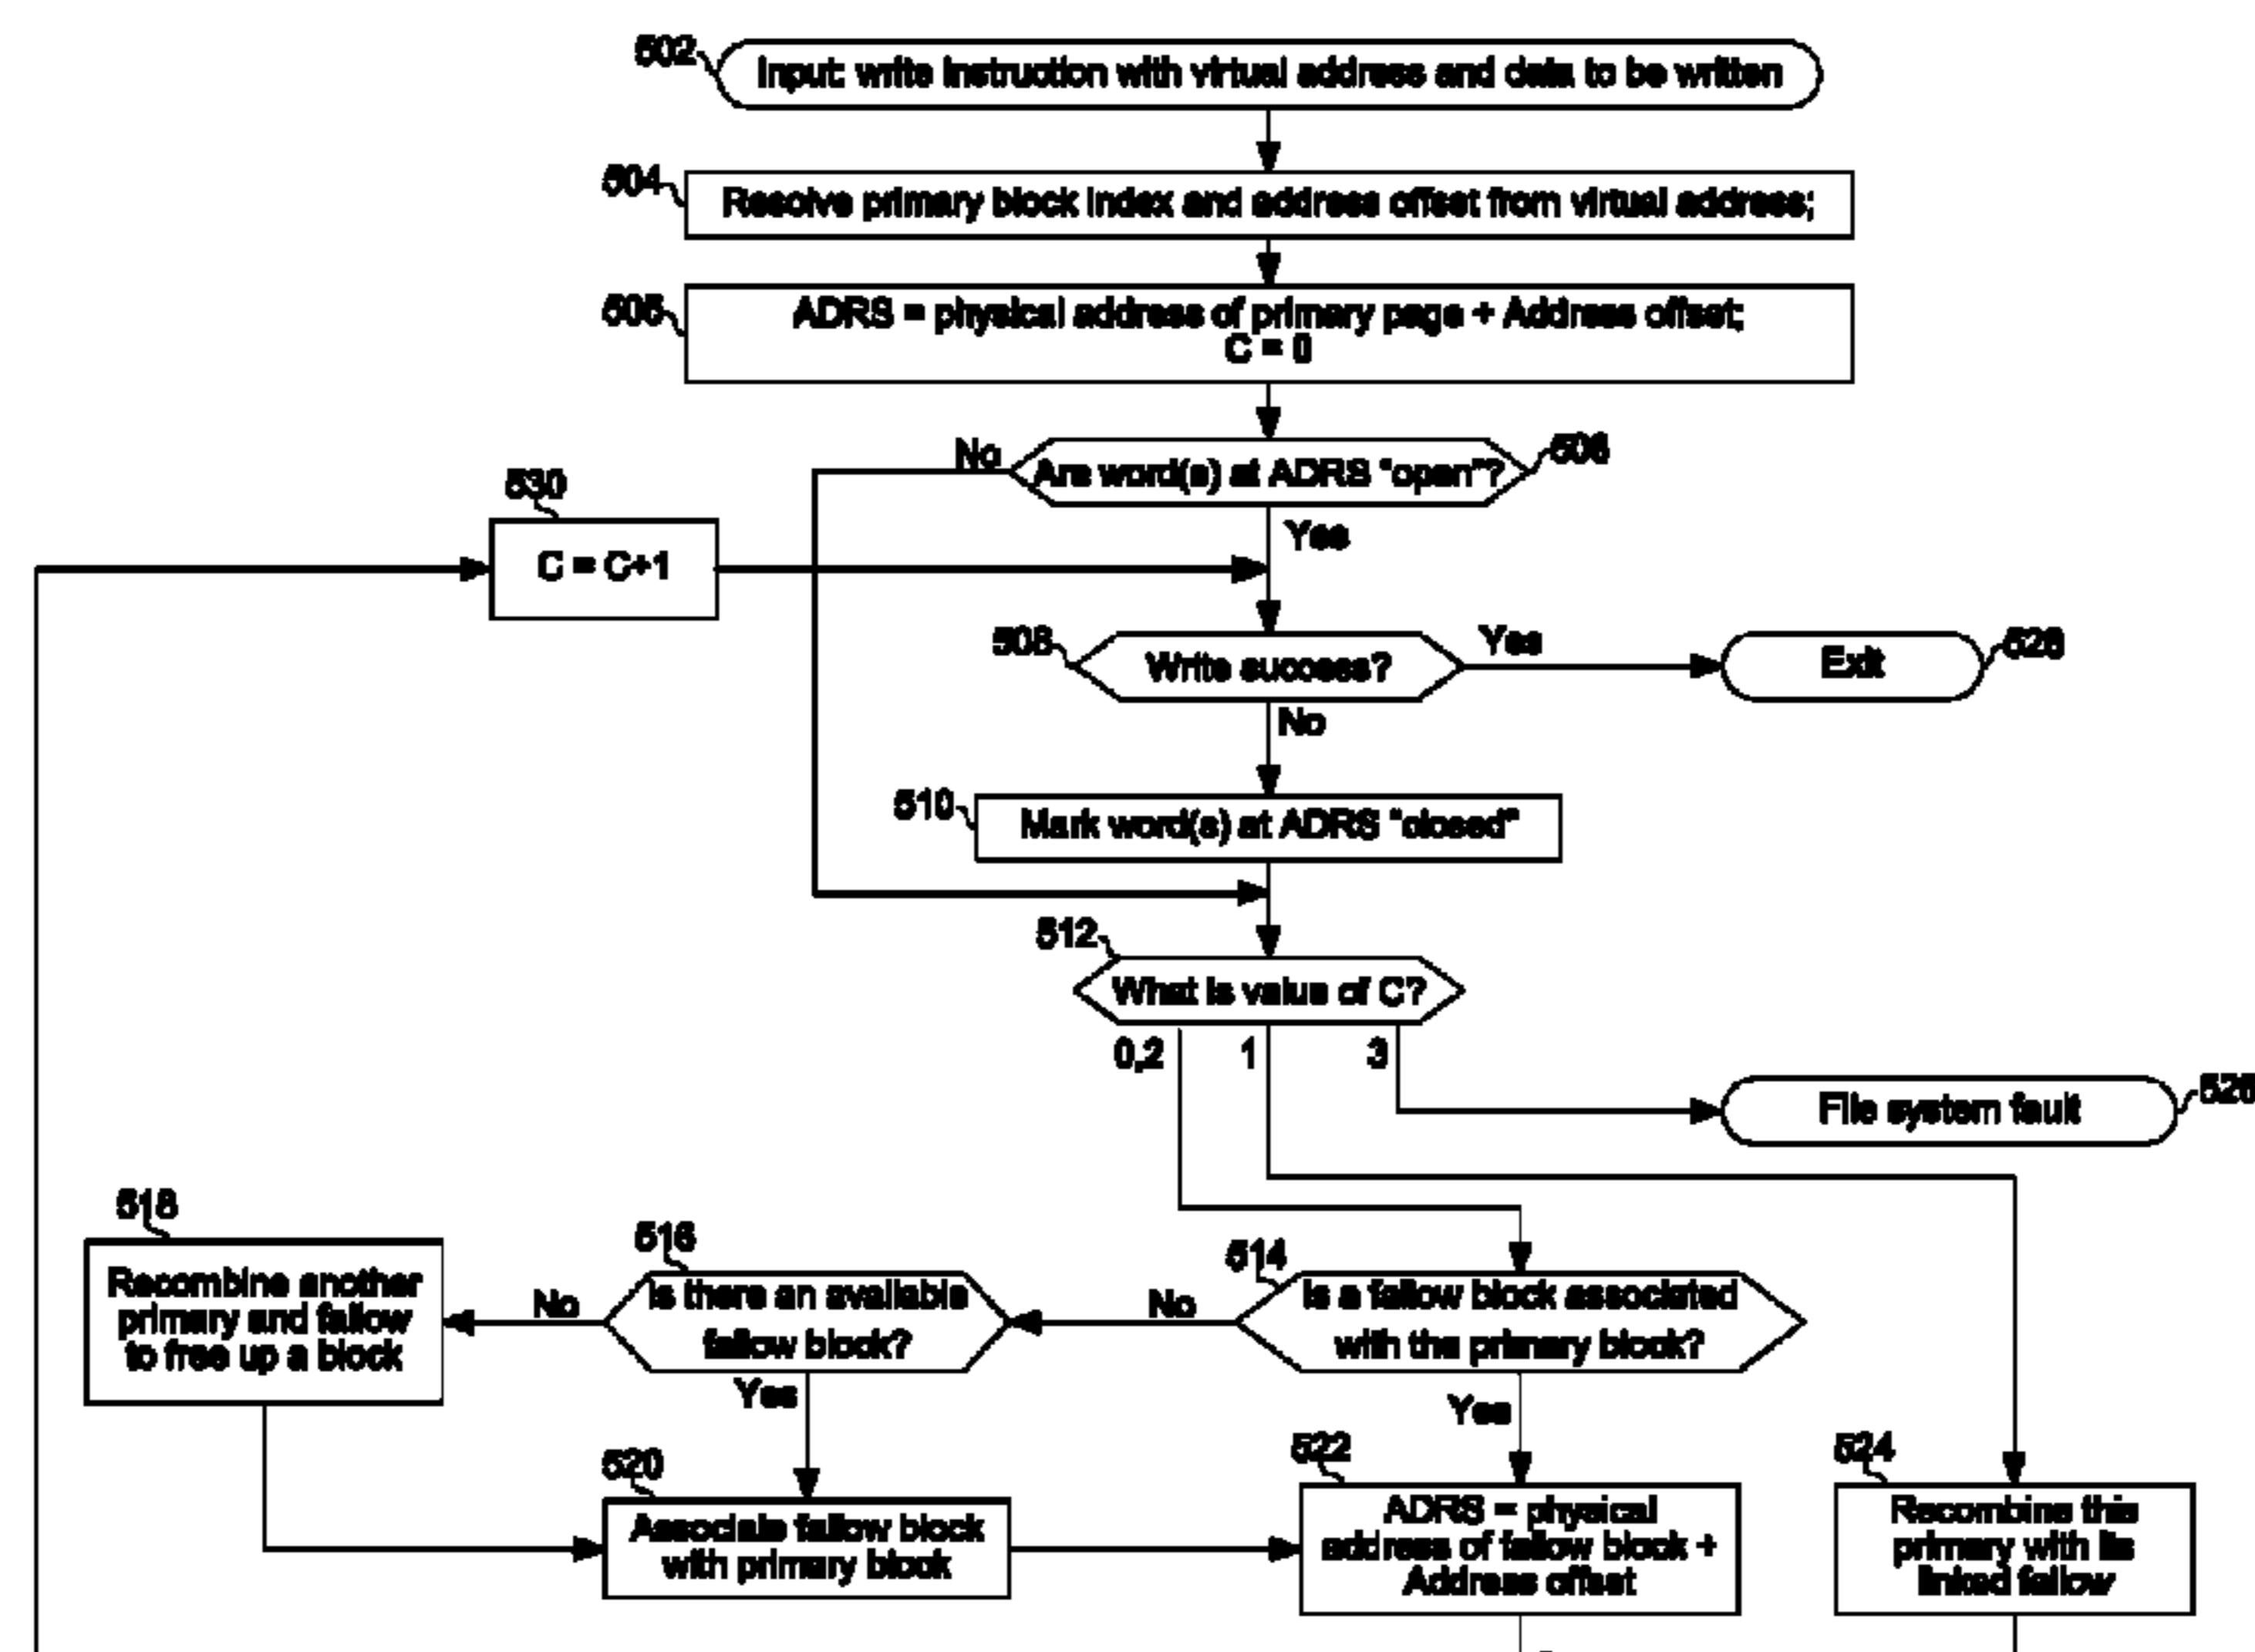 502
Input: write instruction with virtual address and data to be written
504
Resolve primary block index and address offset from virtual address;
505
ADRS = physical address of primary page + Address offset;
C = 0
No
Are word(s) at ADRS "open"?
506
530
Yes
C = C+1
508
Write success?
Yes
Exit
No
510
Mark word(s) at ADRS "closed"
512
What is value of C?
0,2
1
3
File system fault
518
516
514
Recombine another
primary and fallow
to free up a block
No
Is there an available
fallow block?
No
Is a fallow block associated
with the primary block?
Yes
Yes
520
522
524
Associate fallow block
with primary block
ADRS = physical
address of fallow block +
Address offset
Recombine this
primary with its
linked fallow